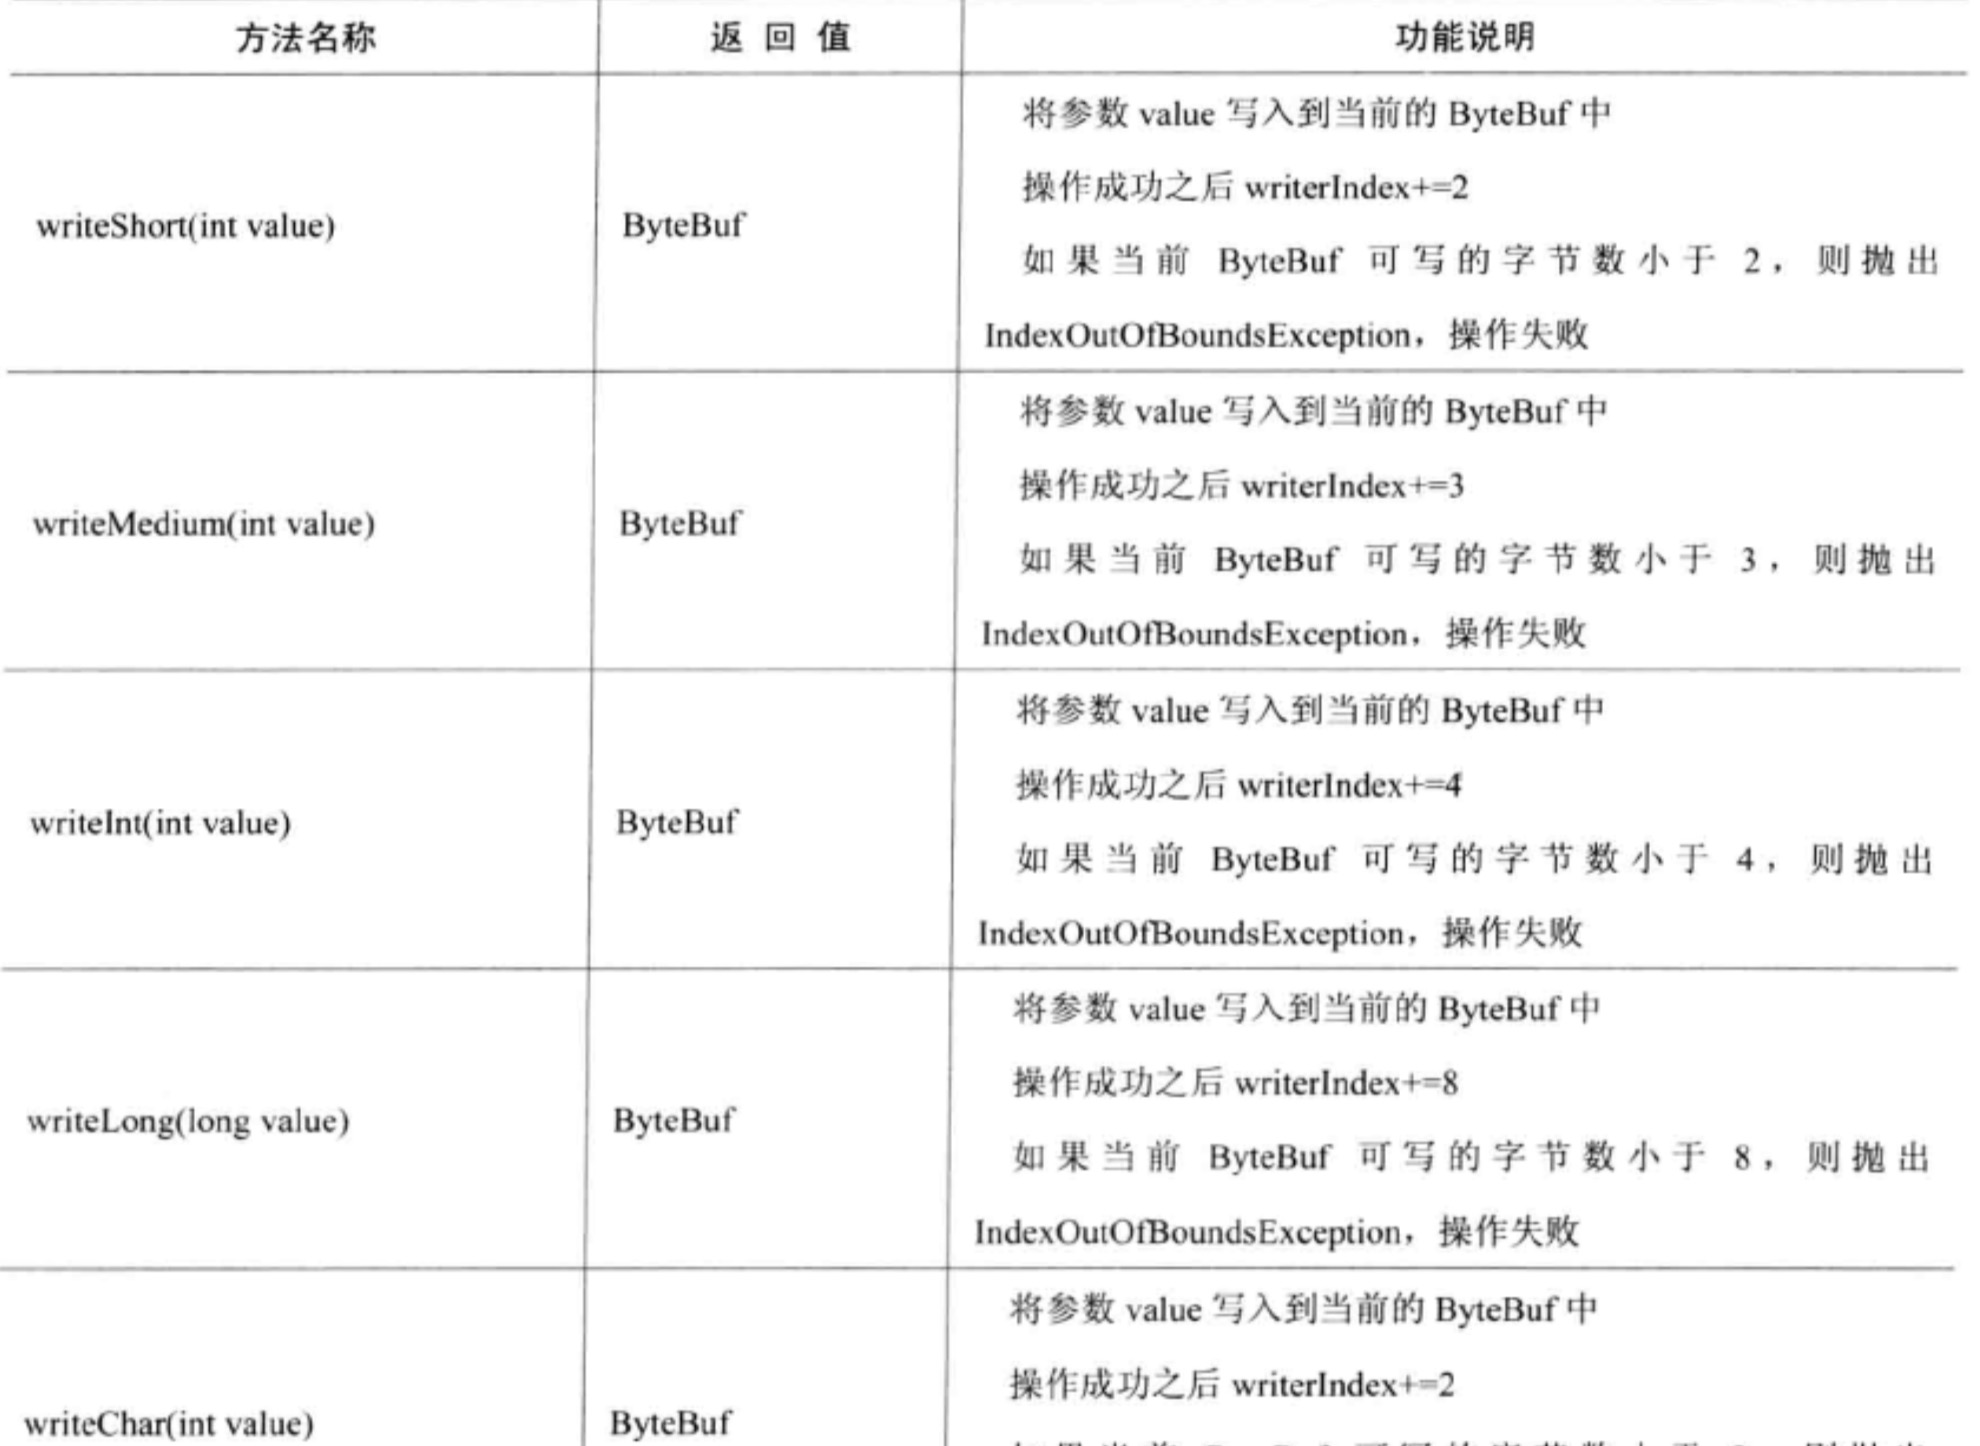 方法名称 返回值 功能说明
writeShort(int value) ByteBuf
将参数 value 写入到当前的 ByteBuf 中
操作成功之后 writerIndex+=2
如果当前 ByteBuf 可写的字节数小于 2，则抛出
IndexOutOfBoundsException，操作失败
writeMedium(int value) ByteBuf
将参数 value 写入到当前的 ByteBuf 中
操作成功之后 writerIndex+=3
如果当前 ByteBuf 可写的字节数小于 3，则抛出
IndexOutOfBoundsException，操作失败
writeInt(int value) ByteBuf
将参数 value 写入到当前的 ByteBuf 中
操作成功之后 writerIndex+=4
如果当前 ByteBuf 可写的字节数小于 4，则抛出
IndexOutOfBoundsException，操作失败
writeLong(long value) ByteBuf
将参数 value 写入到当前的 ByteBuf 中
操作成功之后 writerIndex+=8
如果当前 ByteBuf 可写的字节数小于 8，则抛出
IndexOutOfBoundsException，操作失败
writeChar(int value) ByteBuf
将参数 value 写入到当前的 ByteBuf 中
操作成功之后 writerIndex+=2